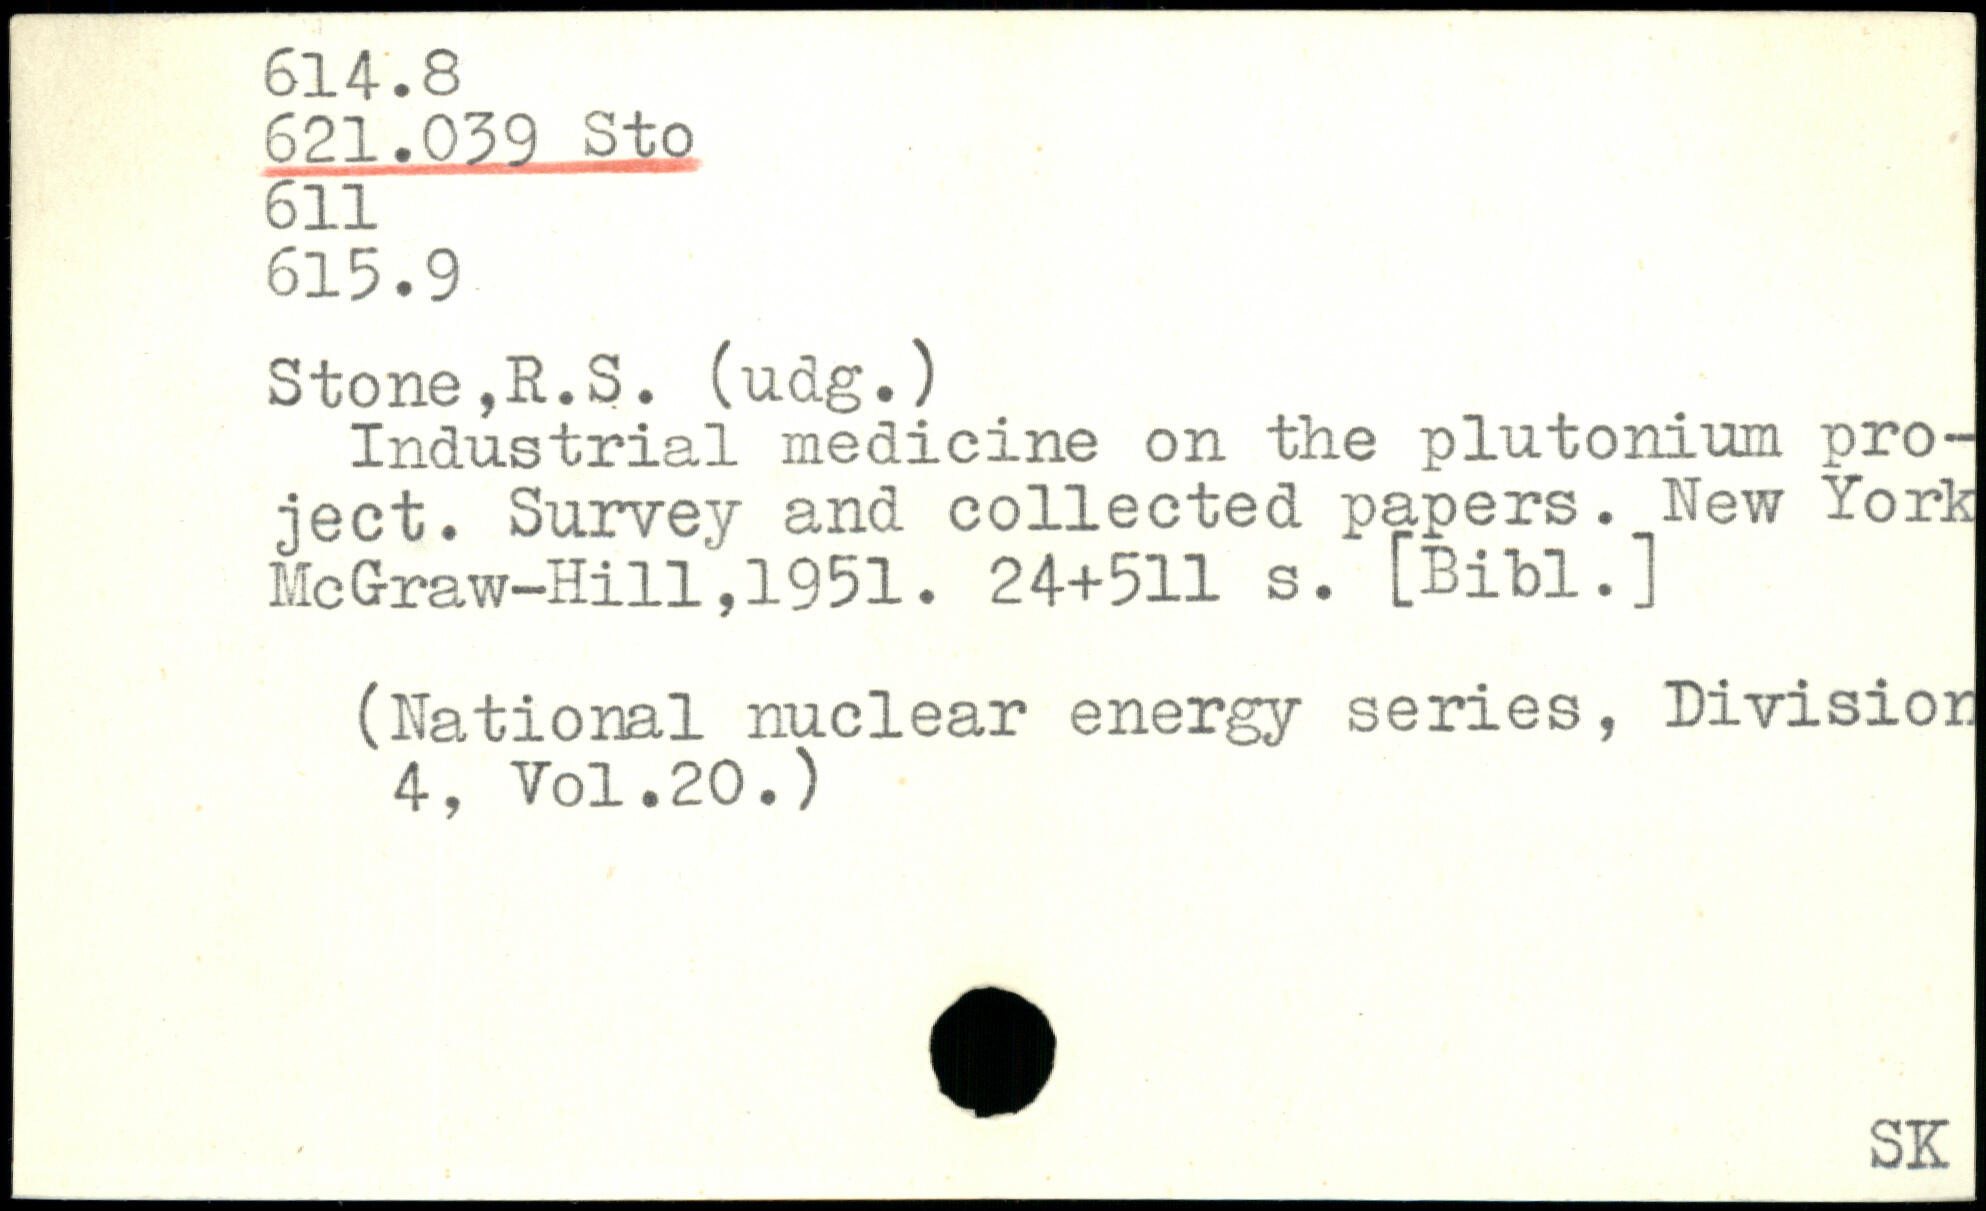 614.8
621.039 Sto
611
615.9
Stone,R.S. (udg.)
Industrial medicine on the plutonium pro-
ject. Survey and collected papers. New York
McGraw-Hill,1951. 24+511 s. [Bibl.]
(National nuclear energy series, Division
4, Vol.20.)
SK